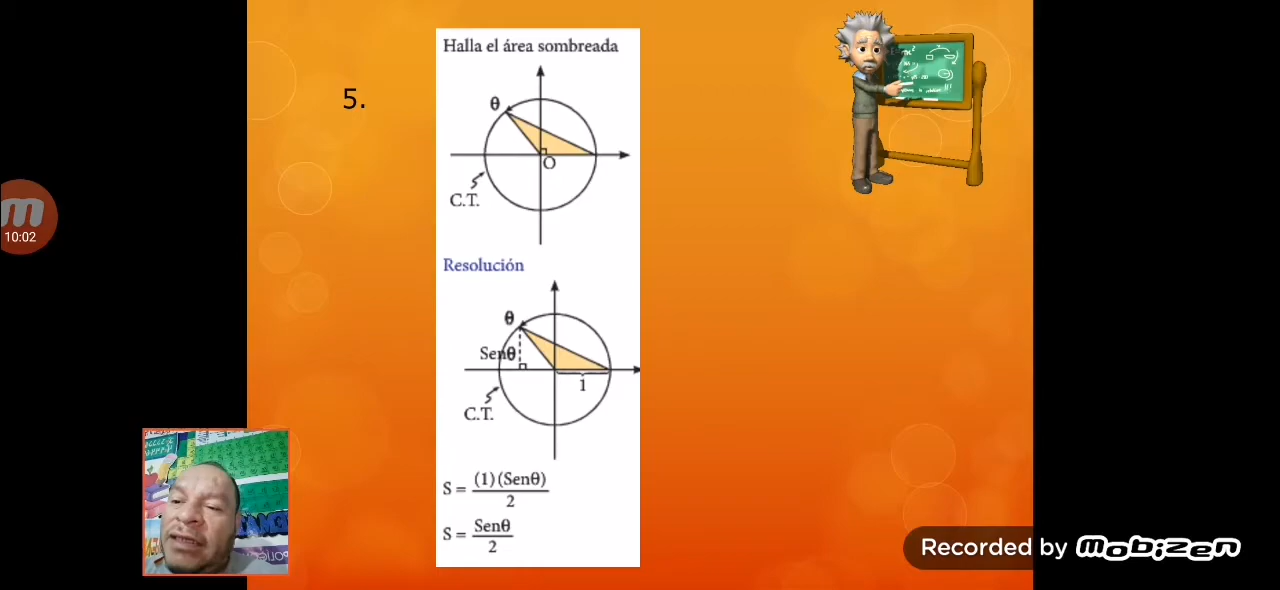 Halla el área sombreada
5.
θ
O
C.T.
10:02
Resolución
θ
Senθ
1
C.T.
S = (1)(Senθ)
2
S = Senθ
2
Recorded by mobizen